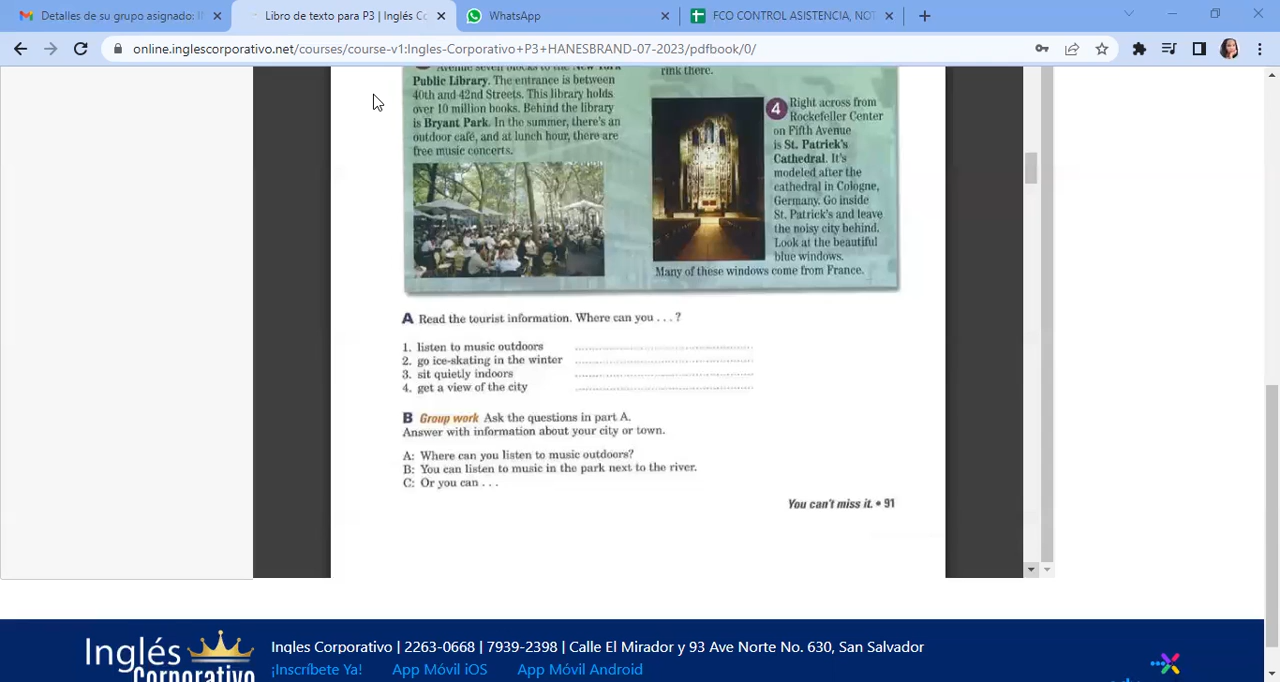 Detalles de su grupo asignado: I
Libro de texto para P3 | Inglés Co
WhatsApp
FCO CONTROL ASISTENCIA, NOT
online.inglescorporativo.net/courses/course-v1:Ingles-Corporativo+P3+HANESBRAND-07-2023/pdfbook/0/
Avenue seven blocks to the New York
Public Library. The entrance is between
40th and 42nd Streets. This library holds
over 10 million books. Behind the library
is Bryant Park. In the summer, there's an
outdoor café, and at lunch hour, there are
free music concerts.
rink there.
4 Right across from
Rockefeller Center
on Fifth Avenue
is St. Patrick's
Cathedral. It's
modeled after the
cathedral in Cologne,
Germany. Go inside
St. Patrick's and leave
the noisy city behind.
Look at the beautiful
blue windows.
Many of these windows come from France.
A Read the tourist information. Where can you . . . ?
1. listen to music outdoors
2. go ice-skating in the winter
3. sit quietly indoors
4. get a view of the city
B Group work Ask the questions in part A.
Answer with information about your city or town.
A: Where can you listen to music outdoors?
B: You can listen to music in the park next to the river.
C: Or you can . . .
You can't miss it. • 91
Inglés
Corporativo
Ingles Corporativo | 2263-0668 | 7939-2398 | Calle El Mirador y 93 Ave Norte No. 630, San Salvador
¡Inscríbete Ya! App Móvil iOS App Móvil Android